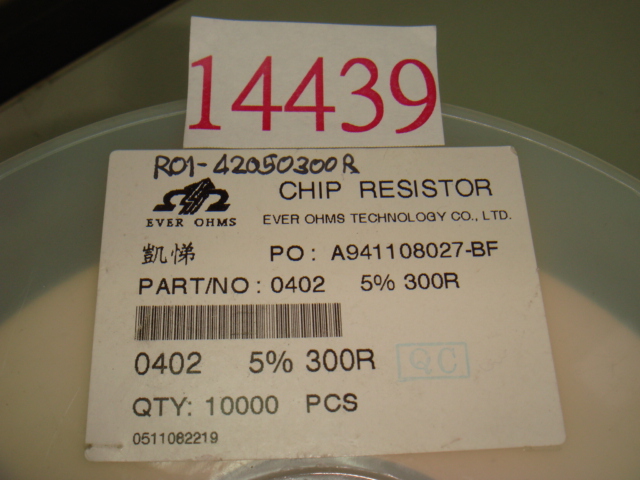 14439
R01-42050300R
CHIP RESISTOR
EVER OHMS
EVER OHMS TECHNOLOGY CO., LTD.
凱悌 PO: A941108027-BF
PART/NO: 0402 5% 300R
0402 5% 300R QC
QTY: 10000 PCS
0511082219